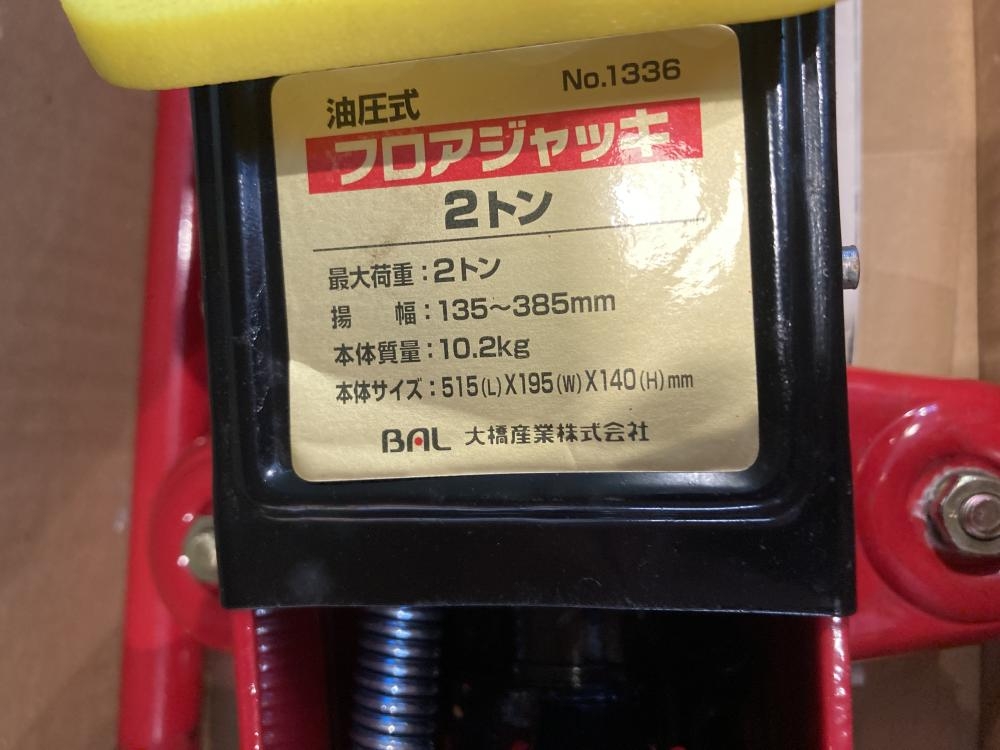 油圧式 No.1336
フロアジャッキ
2トン
最大荷重:2トン
揚 幅:135～385mm
本体質量:10.2kg
本体サイズ:515(L)X195(W)X140(H)mm
BAL 大橋産業株式会社